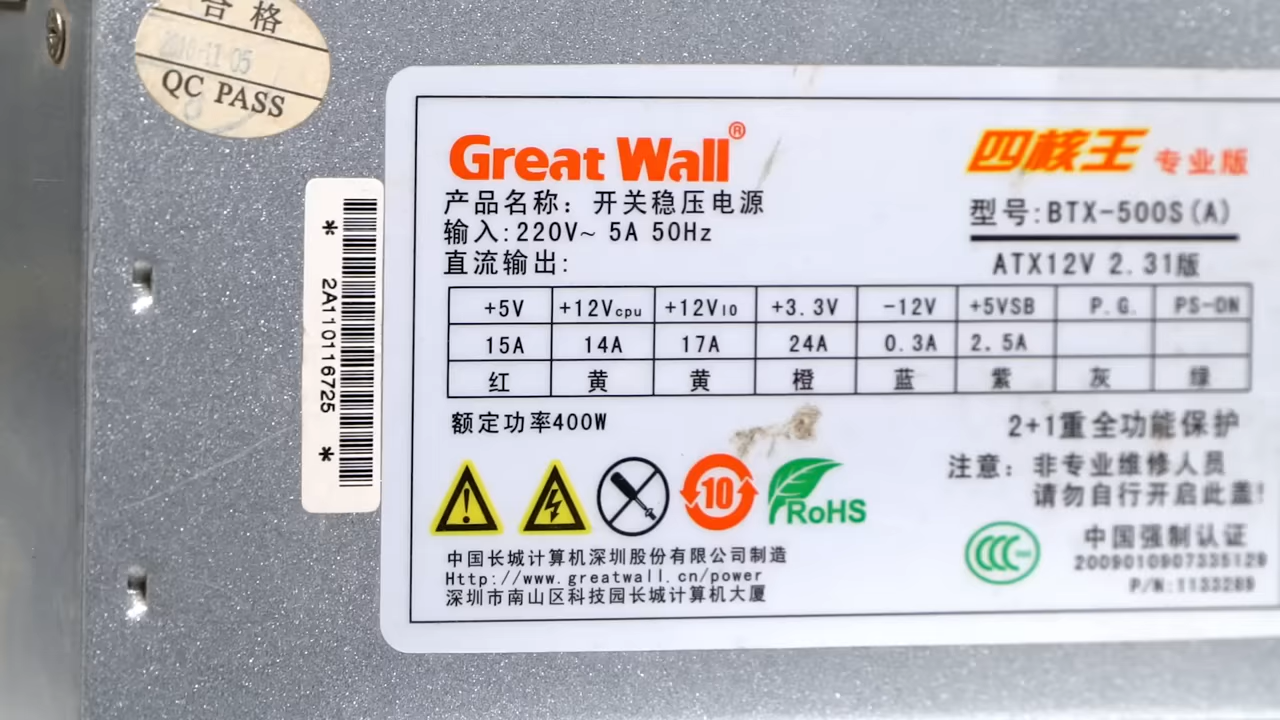 合格
QC PASS
* 2A110116725 *
Great Wall®
四核王 专业版
产品名称：开关稳压电源
输入:220V~ 5A 50Hz
直流输出:
型号:BTX-500S(A)
ATX12V 2.31版
+5V +12Vcpu +12VIO +3.3V -12V +5VSB P.G. PS-ON
15A 14A 17A 24A 0.3A 2.5A
红 黄 黄 橙 蓝 紫 灰 绿
额定功率400W
2+1重全功能保护
注意：非专业维修人员
请勿自行开启此盖!
10
RoHS
CCC
中国长城计算机深圳股份有限公司制造
Http://www.greatwall.cn/power
深圳市南山区科技园长城计算机大厦
中国强制认证
P/N:1133289